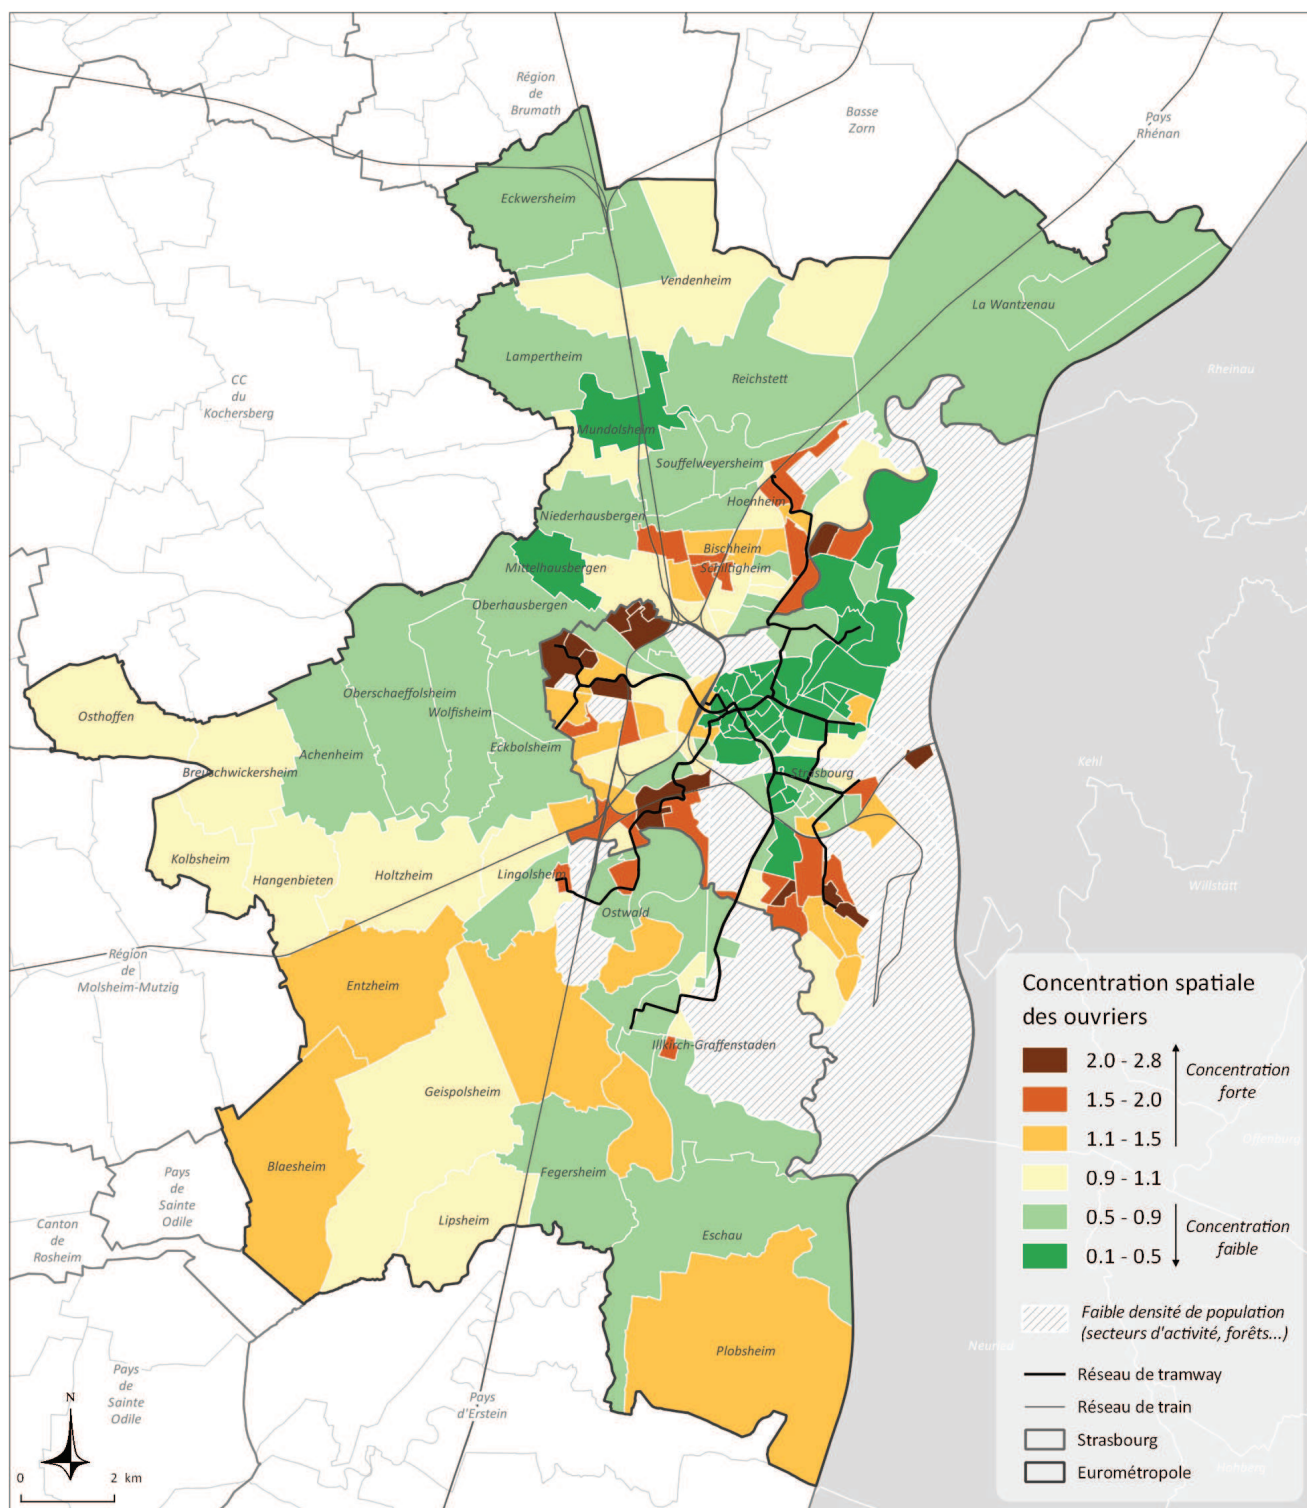 Région
de
Brumath
Basse
Zorn
Pays
Rhénan
Eckwersheim
Vendenheim
La Wantzenau
Lampertheim
Reichstett
Rheinau
CC
du
Kochersberg
Mundolsheim
Souffelweyersheim
Hoenheim
Niederhausbergen
Bischheim
Mittelhausbergen
Schiltigheim
Oberhausbergen
Oberschaeffolsheim
Wolfisheim
Osthoffen
Achenheim
Eckbolsheim
Breuschwickersheim
Strasbourg
Kehl
Kolbsheim
Hangenbieten
Holtzheim
Lingolsheim
Willstätt
Ostwald
Région
de
Molsheim-Mutzig
Entzheim
Illkirch-Graffenstaden
Geispolsheim
Blaesheim
Fegersheim
Pays
de
Sainte
Odile
Canton
de
Rosheim
Lipsheim
Eschau
Plobsheim
Pays
de
Sainte
Odile
Pays
d'Erstein
Neuried
Offenburg
Hohberg
N
0 2 km
Concentration spatiale
des ouvriers
2.0 - 2.8
1.5 - 2.0
1.1 - 1.5
0.9 - 1.1
0.5 - 0.9
0.1 - 0.5
Concentration
forte
Concentration
faible
Faible densité de population
(secteurs d'activité, forêts...)
Réseau de tramway
Réseau de train
Strasbourg
Eurométropole